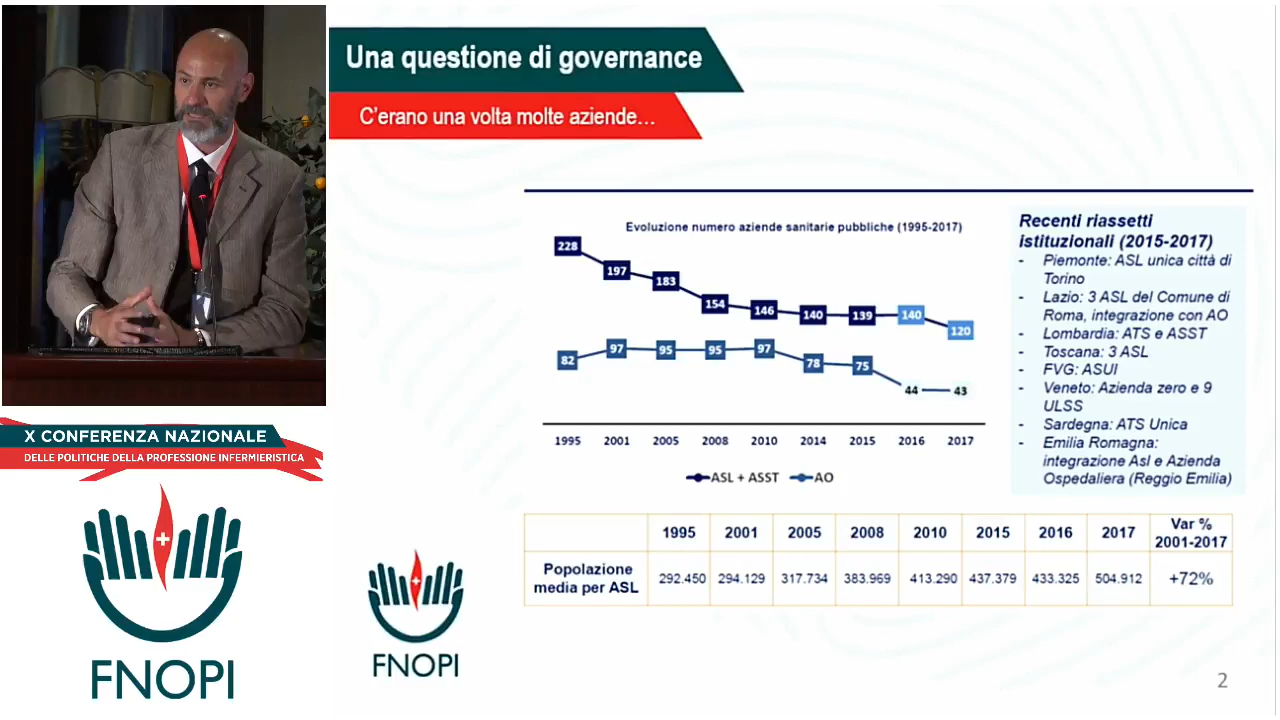 Una questione di governance
C'erano una volta molte aziende…
Evoluzione numero aziende sanitarie pubbliche (1995-2017)
228
197
183
154
146
140
139
140
120
82
97
95
95
97
78
75
44
43
1995 2001 2005 2008 2010 2014 2015 2016 2017
ASL + ASST AO
Recenti riassetti
istituzionali (2015-2017)
- Piemonte: ASL unica città di
Torino
- Lazio: 3 ASL del Comune di
Roma, integrazione con AO
- Lombardia: ATS e ASST
- Toscana: 3 ASL
- FVG: ASUI
- Veneto: Azienda zero e 9
ULSS
- Sardegna: ATS Unica
- Emilia Romagna:
integrazione Asl e Azienda
Ospedaliera (Reggio Emilia)
1995 2001 2005 2008 2010 2015 2016 2017 Var %
2001-2017
Popolazione
media per ASL
292.450 294.129 317.734 383.969 413.290 437.379 433.325 504.912 +72%
X CONFERENZA NAZIONALE
DELLE POLITICHE DELLA PROFESSIONE INFERMIERISTICA
FNOPI
FNOPI
2